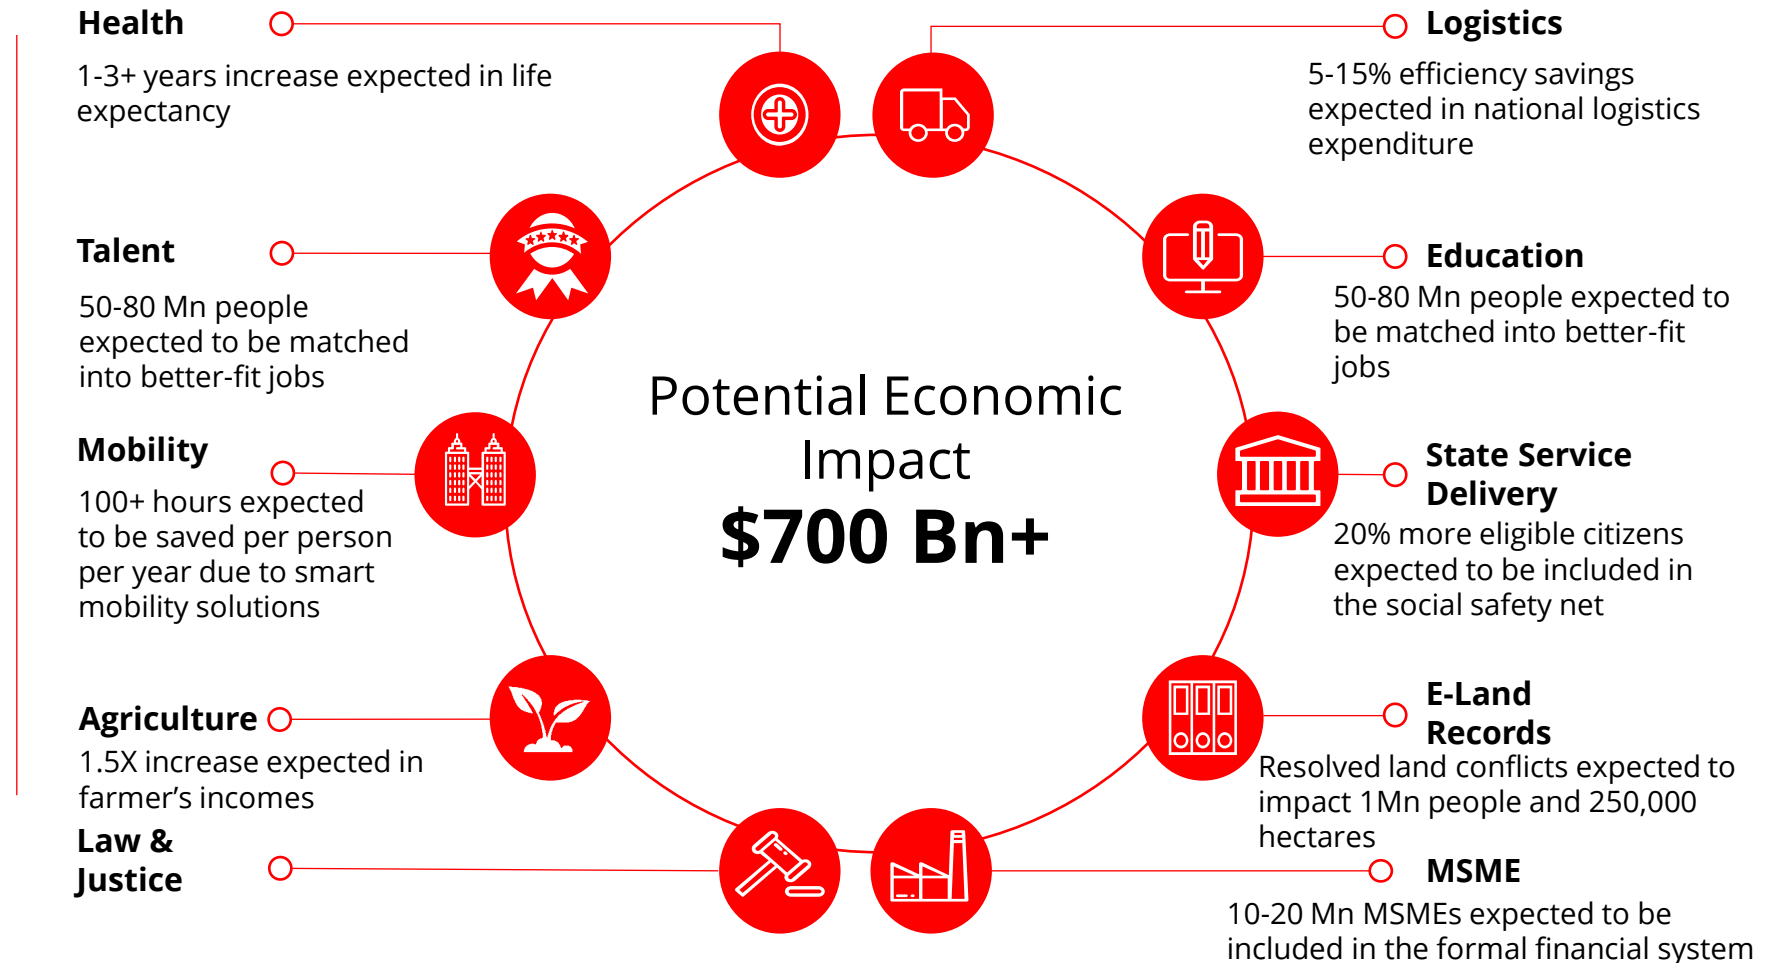 Health
1-3+ years increase expected in life
expectancy
Talent
50-80 Mn people
expected to be matched
into better-fit jobs
Mobility
100+ hours expected
to be saved per person
per year due to smart
mobility solutions
Agriculture
1.5X increase expected in
farmer’s incomes
Law &
Justice
Potential Economic
Impact
$700 Bn+
Logistics
5-15% efficiency savings
expected in national logistics
expenditure
Education
50-80 Mn people expected to
be matched into better-fit
jobs
State Service
Delivery
20% more eligible citizens
expected to be included in
the social safety net
E-Land
Records
Resolved land conflicts expected to
impact 1Mn people and 250,000
hectares
MSME
10-20 Mn MSMEs expected to be
included in the formal financial system